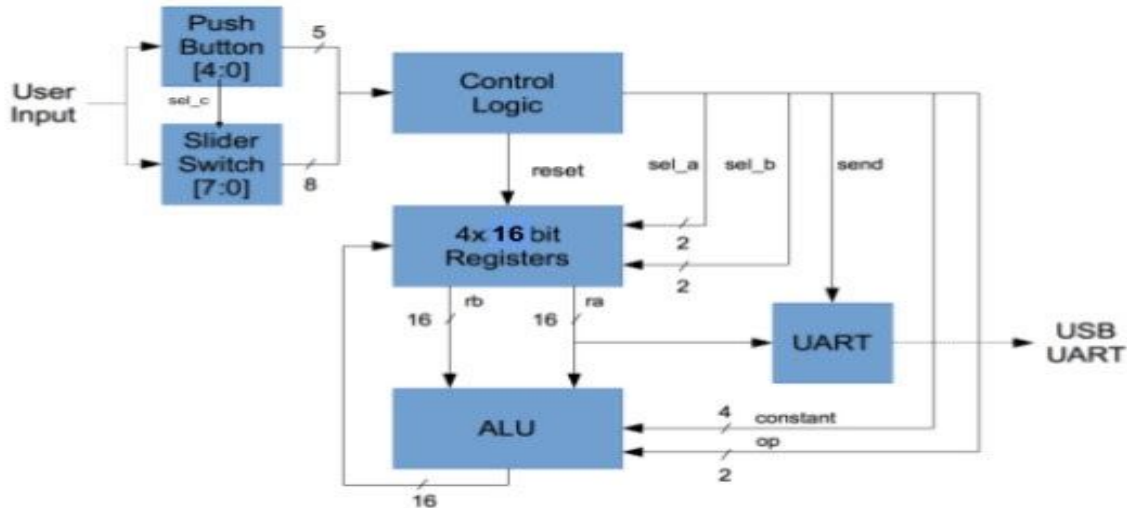 Push
Button
[4:0]
5
User
Input
sel_c
Slider
Switch
[7:0]
8
Control
Logic
reset
sel_a
sel_b
send
4x 16 bit
Registers
2
2
rb
ra
16
16
UART
USB
UART
ALU
4
constant
op
2
16